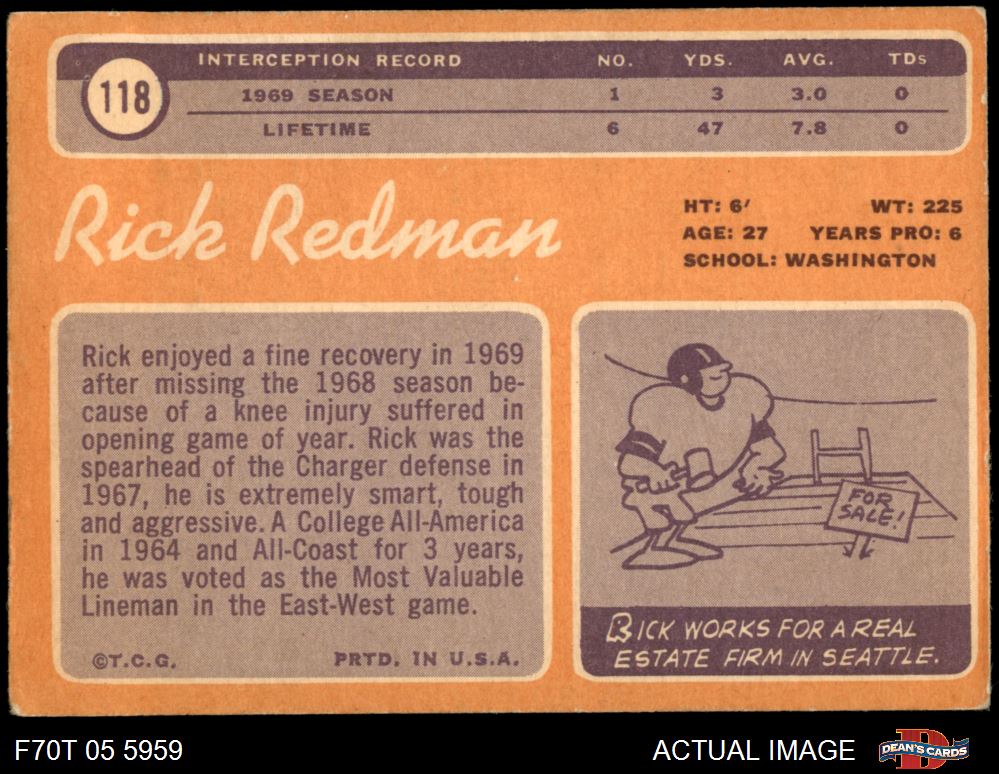 INTERCEPTION RECORD NO. YDS. AVG. TDs
118
1969 SEASON 1 3 3.0 0
LIFETIME 6 47 7.8 0
Rick Redman
HT: 6′ WT: 225
AGE: 27 YEARS PRO: 6
SCHOOL: WASHINGTON
Rick enjoyed a fine recovery in 1969
after missing the 1968 season be-
cause of a knee injury suffered in
opening game of year. Rick was the
spearhead of the Charger defense in
1967, he is extremely smart, tough
and aggressive. A College All-America
in 1964 and All-Coast for 3 years,
he was voted as the Most Valuable
Lineman in the East-West game.
©T.C.G. PRTD. IN U.S.A.
FOR
SALE!
RICK WORKS FOR A REAL
ESTATE FIRM IN SEATTLE.
F70T 05 5959 ACTUAL IMAGE
D
DEAN'S CARDS